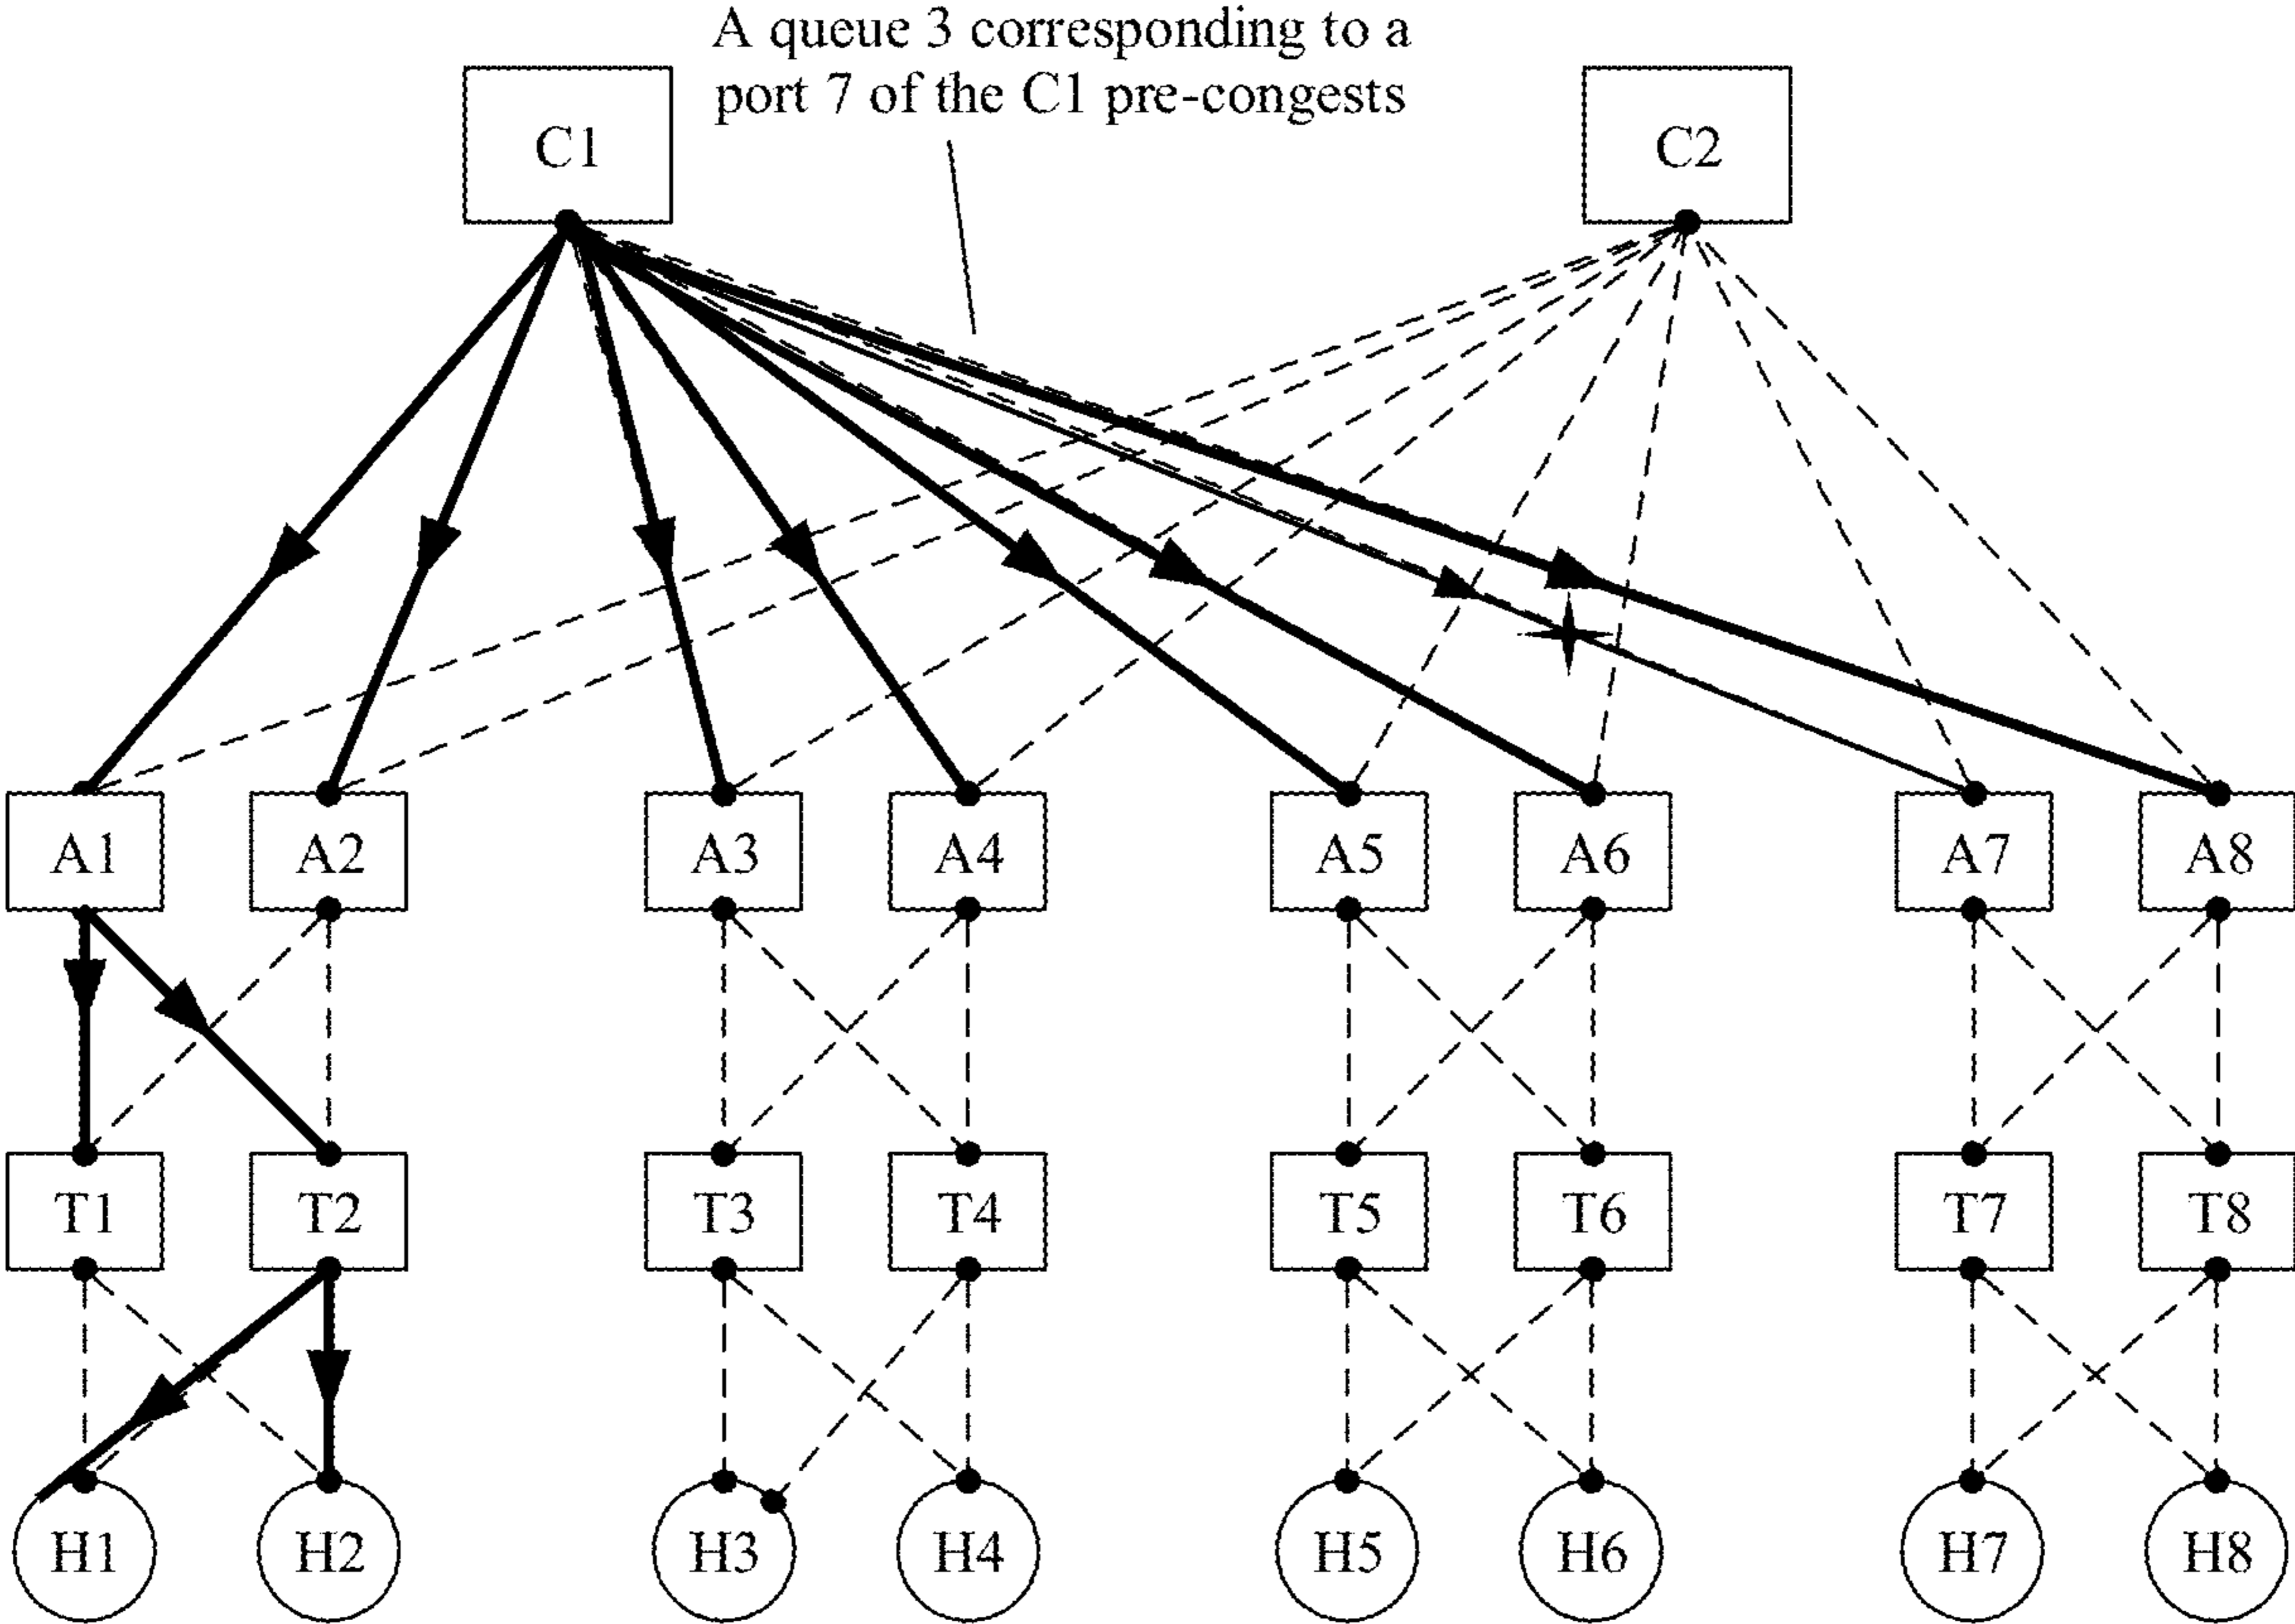 A queue 3 corresponding to a
port 7 of the C1 pre-congests
C1
C2
A1
A2
A3
A4
A5
A6
A7
A8
T1
T2
T3
T4
T5
T6
T7
T8
H1
H2
H3
H4
H5
H6
H7
H8